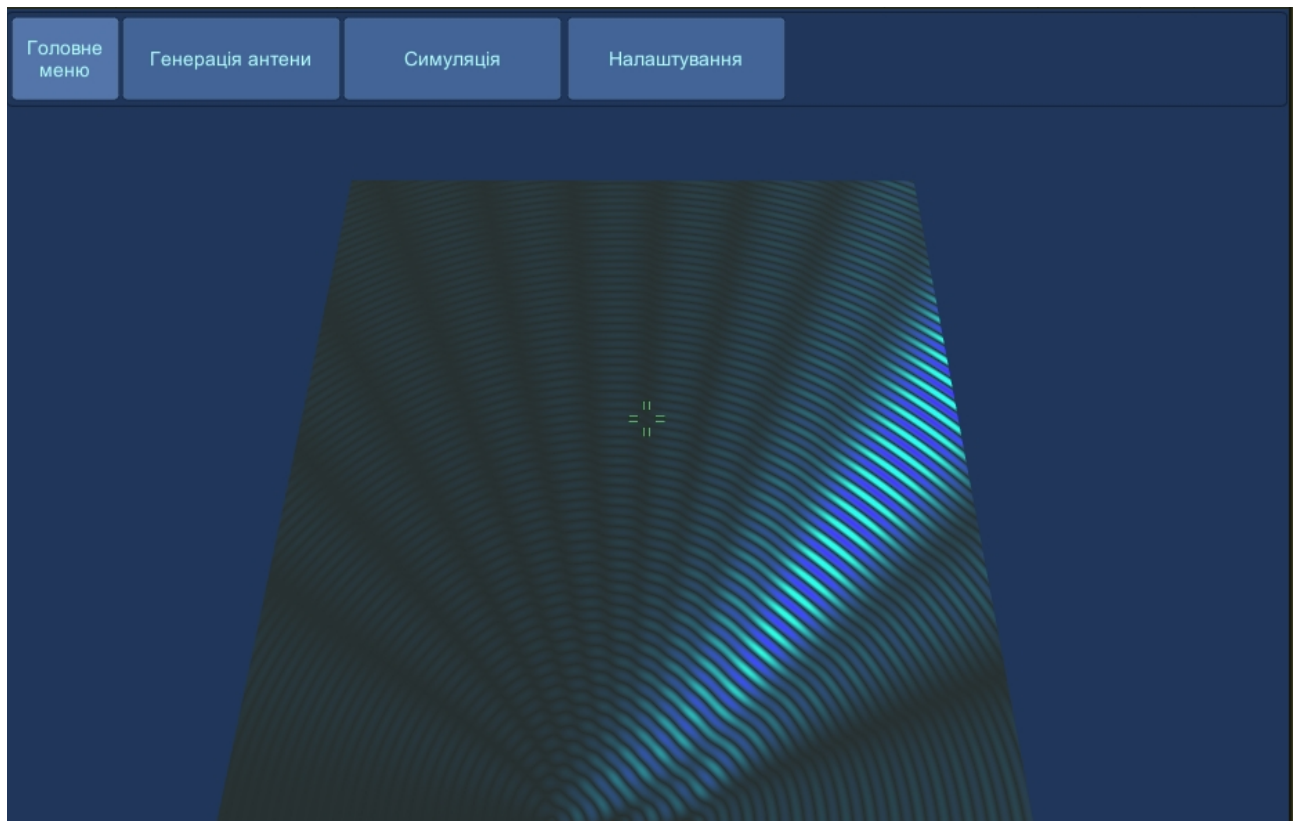 Головне
меню
Генерація антени
Симуляція
Налаштування